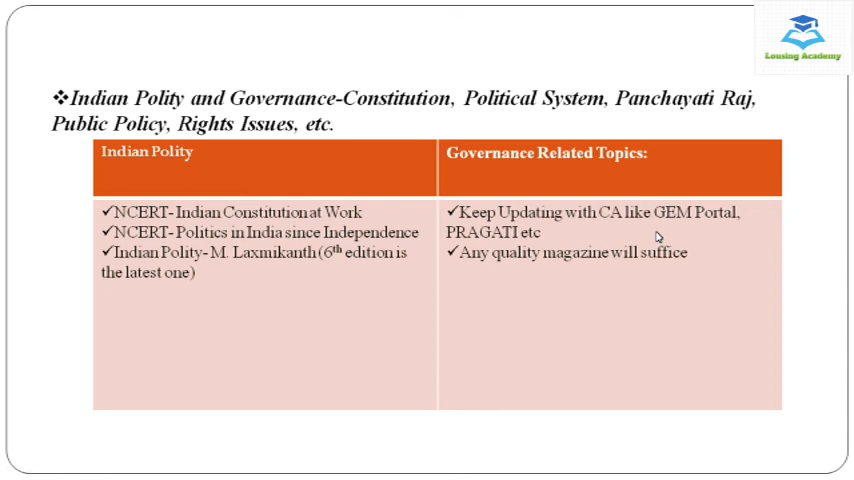 Lousing Academy
❖Indian Polity and Governance-Constitution, Political System, Panchayati Raj,
Public Policy, Rights Issues, etc.
Indian Polity
✓NCERT- Indian Constitution at Work
✓NCERT- Politics in India since Independence
✓Indian Polity- M. Laxmikanth (6th edition is
the latest one)
Governance Related Topics:
✓Keep Updating with CA like GEM Portal,
PRAGATI etc
✓Any quality magazine will suffice